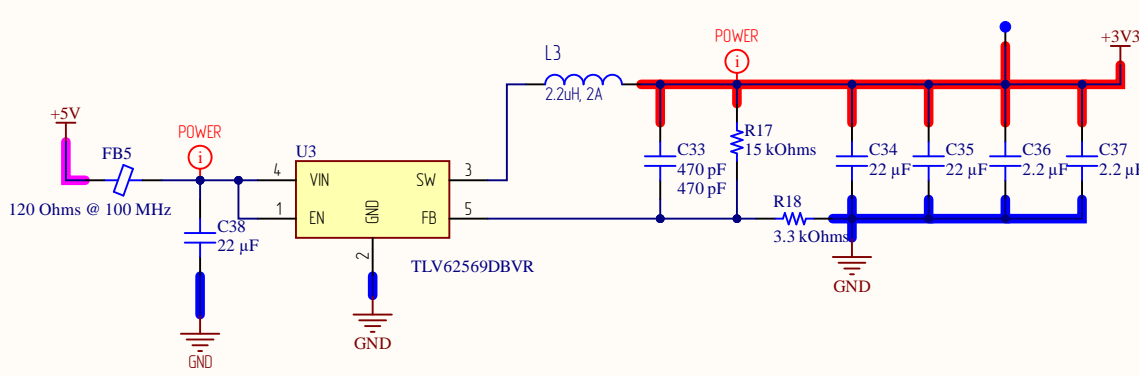 POWER
i
+3V3
L3
2.2uH, 2A
+5V
POWER
i
FB5
120 Ohms @ 100 MHz
U3
4
VIN
SW
3
1
EN
GND
FB
5
2
TLV62569DBVR
C38
22 µF
GND
GND
C33
470 pF
470 pF
R17
15 kOhms
R18
3.3 kOhms
C34
22 µF
C35
22 µF
C36
2.2 µF
C37
2.2 µF
GND